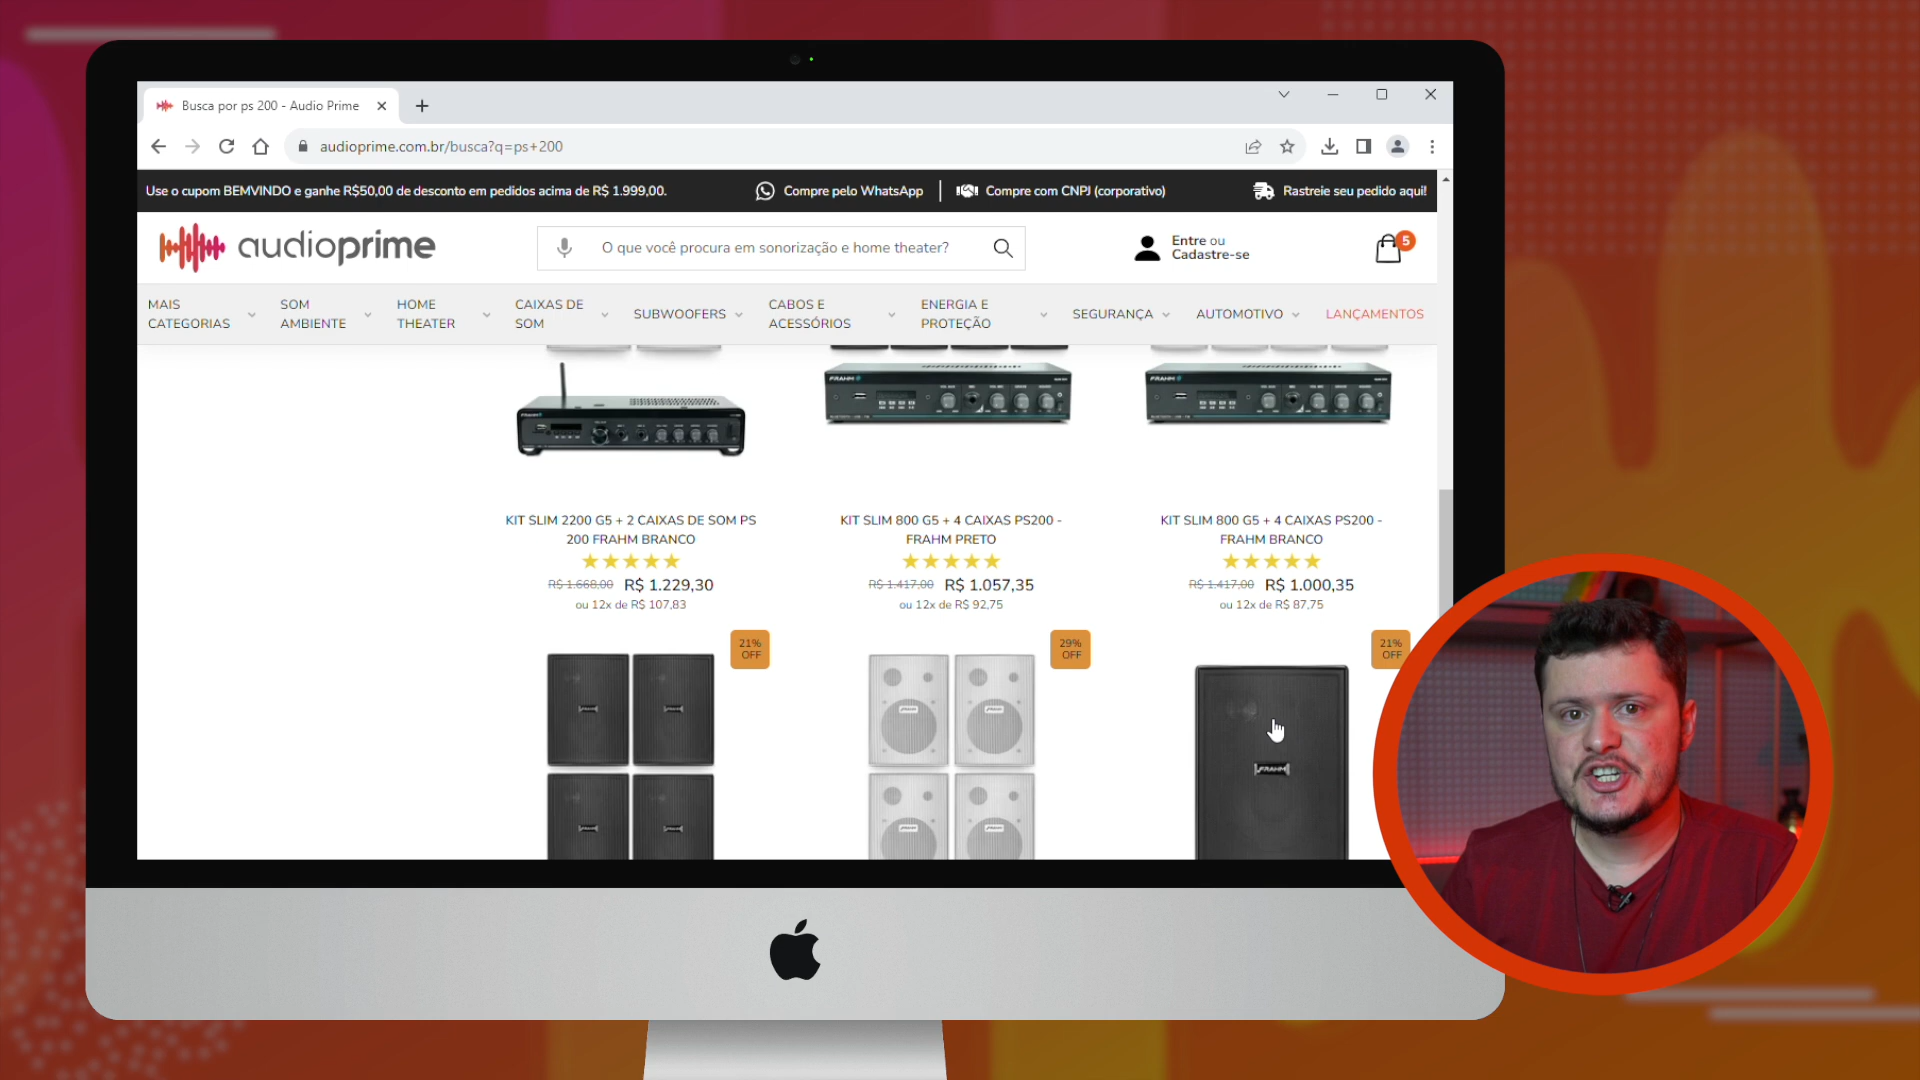 Busca por ps 200 - Audio Prime
audioprime.com.br/busca?q=ps+200
Use o cupom BEMVINDO e ganhe R$50,00 de desconto em pedidos acima de R$ 1.999,00.
Compre pelo WhatsApp
Compre com CNPJ (corporativo)
Rastreie seu pedido aqui!
audioprime
O que você procura em sonorização e home theater?
Entre ou
Cadastre-se
5
MAIS
CATEGORIAS
SOM
AMBIENTE
HOME
THEATER
CAIXAS DE
SOM
SUBWOOFERS
CABOS E
ACESSÓRIOS
ENERGIA E
PROTEÇÃO
SEGURANÇA
AUTOMOTIVO
LANÇAMENTOS
FRAHM
FRAHM
KIT SLIM 2200 G5 + 2 CAIXAS DE SOM PS
200 FRAHM BRANCO
R$ 1.668,00 R$ 1.229,30
ou 12x de R$ 107,83
KIT SLIM 800 G5 + 4 CAIXAS PS200 -
FRAHM PRETO
R$ 1.417,00 R$ 1.057,35
ou 12x de R$ 92,75
KIT SLIM 800 G5 + 4 CAIXAS PS200 -
FRAHM BRANCO
R$ 1.417,00 R$ 1.000,35
ou 12x de R$ 87,75
21%
OFF
29%
OFF
21%
OFF
FRAHM